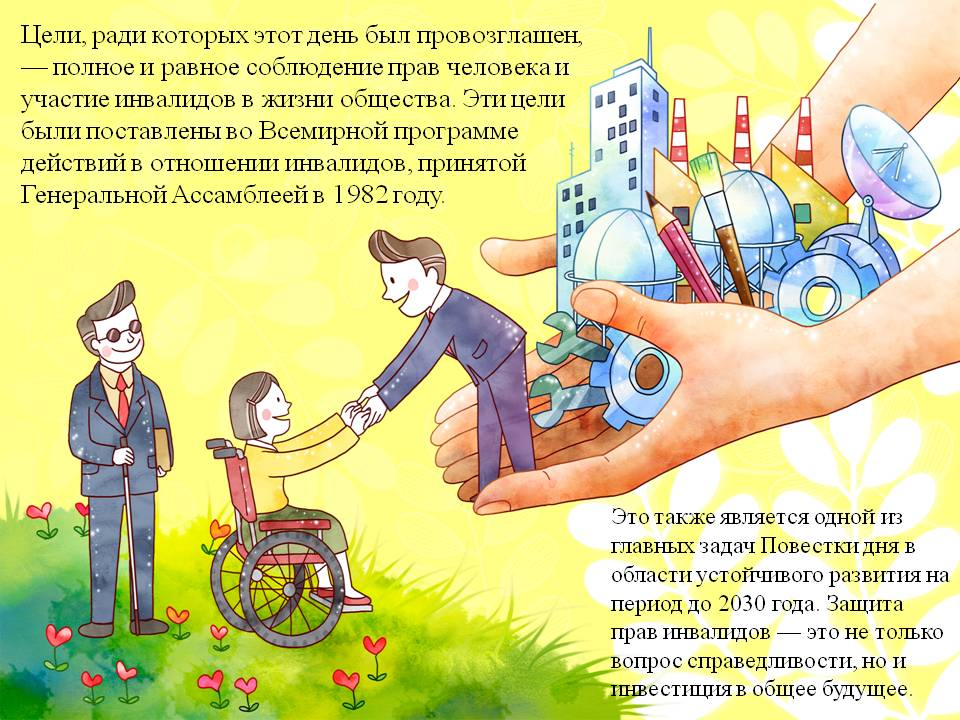 Цели, ради которых этот день был провозглашен,
— полное и равное соблюдение прав человека и
участие инвалидов в жизни общества. Эти цели
были поставлены во Всемирной программе
действий в отношении инвалидов, принятой
Генеральной Ассамблеей в 1982 году.
Это также является одной из
главных задач Повестки дня в
области устойчивого развития на
период до 2030 года. Защита
прав инвалидов — это не только
вопрос справедливости, но и
инвестиция в общее будущее.